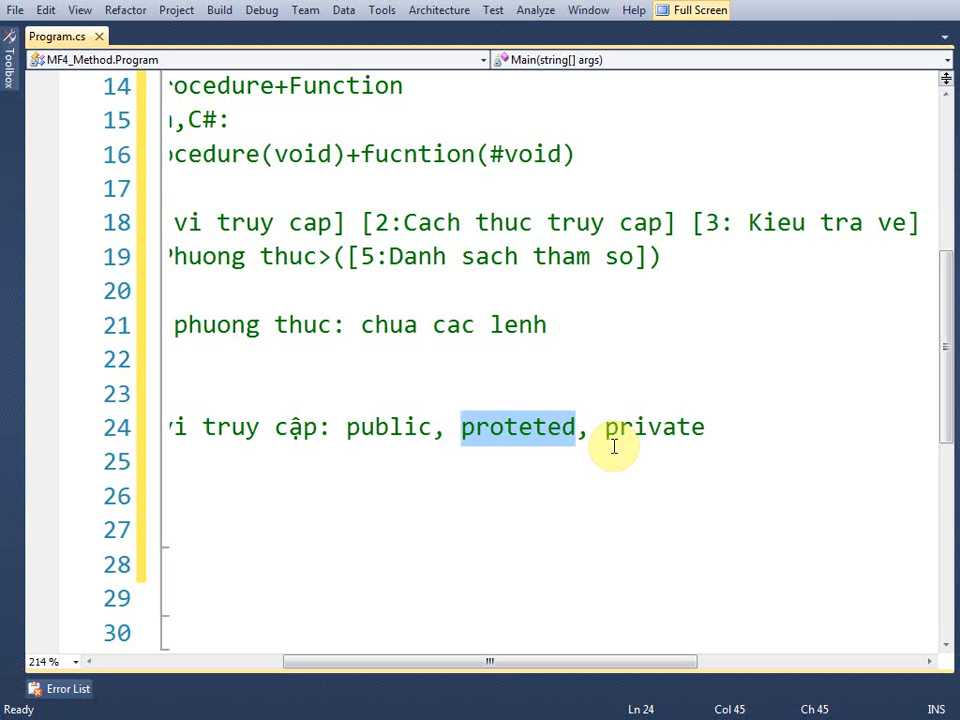 File Edit View Refactor Project Build Debug Team Data Tools Architecture Test Analyze Window Help Full Screen
Program.cs
Toolbox
MF4_Method.Program Main(string[] args)
14 rocedure+Function
15 ,C#:
16 ocedure(void)+fucntion(#void)
17
18 vi truy cap] [2:Cach thuc truy cap] [3: Kieu tra ve]
19 Phuong thuc>([5:Danh sach tham so])
20
21 phuong thuc: chua cac lenh
22
23
24 vi truy cập: public, proteted, private
25
26
27
28
29
30
214 %
Error List
Ready Ln 24 Col 45 Ch 45 INS